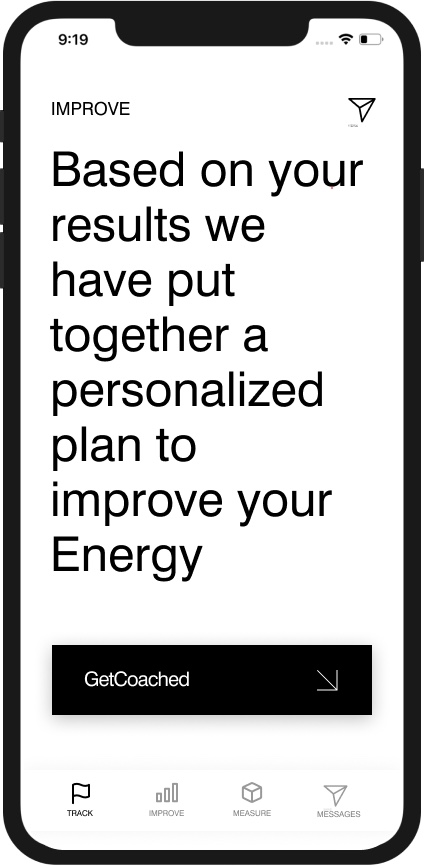 9:19
IMPROVE
Based on your
results we
have put
together a
personalized
plan to
improve your
Energy
GetCoached
TRACK
IMPROVE
MEASURE
MESSAGES